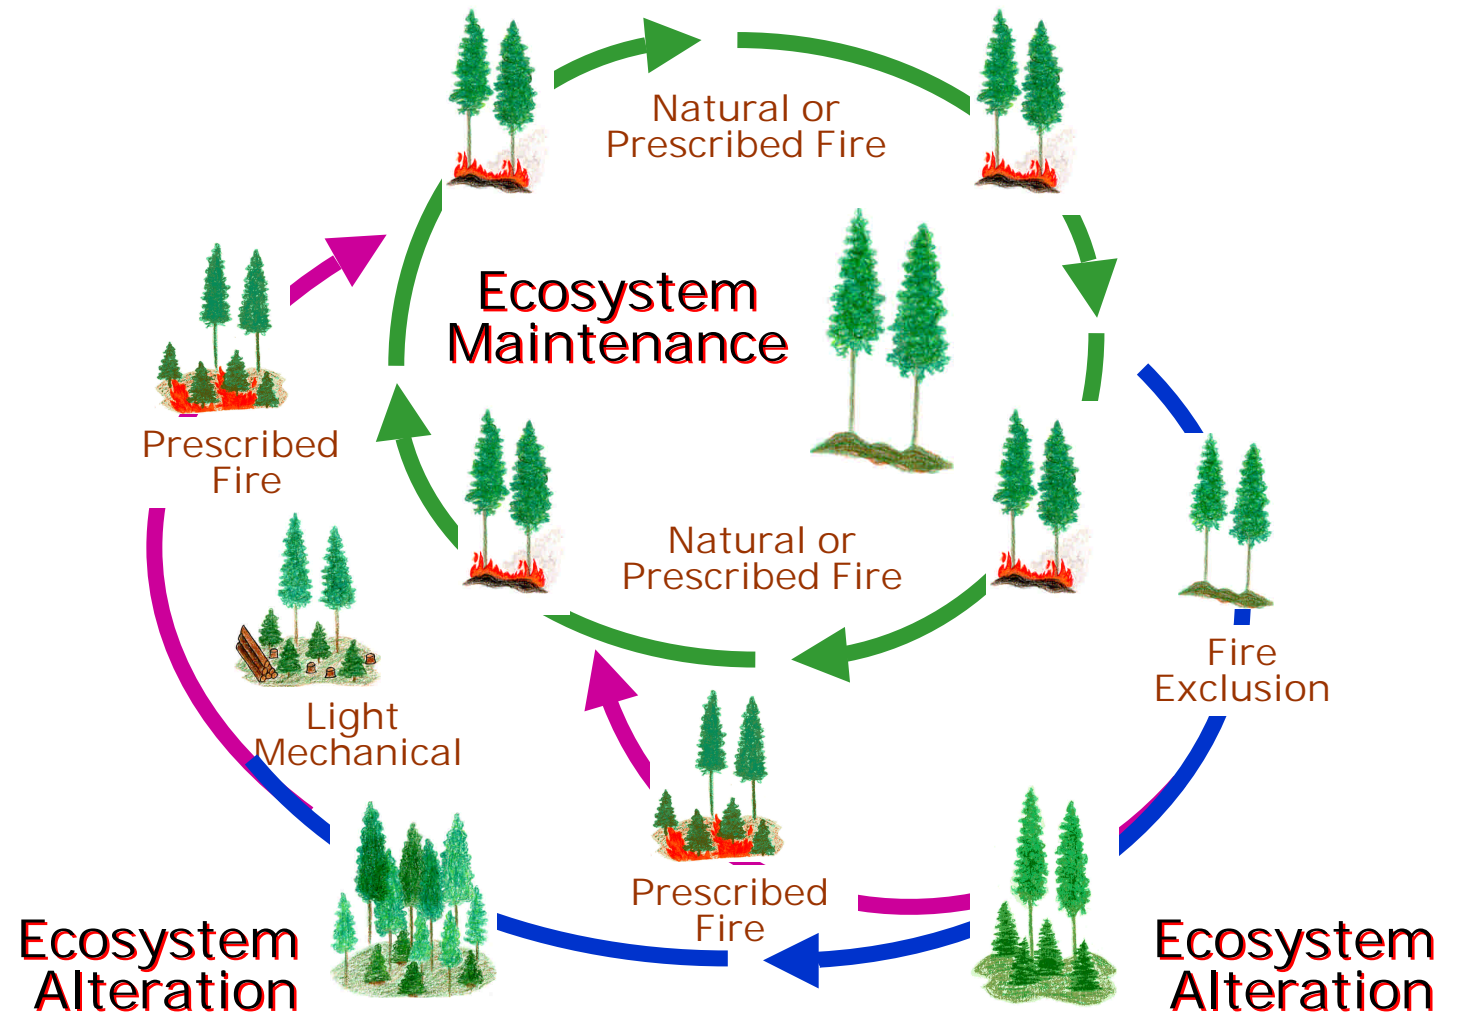 Natural or
Prescribed Fire
Ecosystem
Maintenance
Prescribed
Fire
Natural or
Prescribed Fire
Fire
Exclusion
Light
Mechanical
Prescribed
Fire
Ecosystem
Alteration
Ecosystem
Alteration